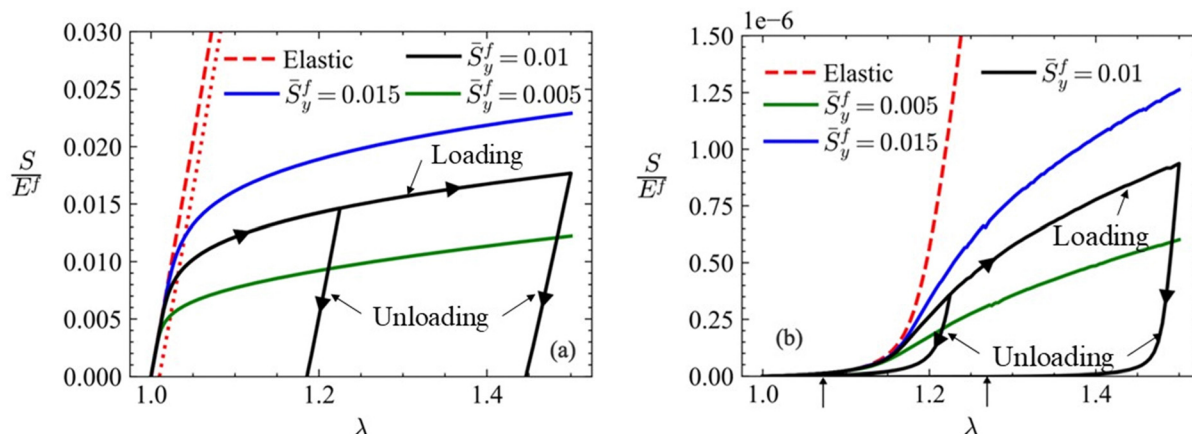 0.030
0.025
0.020
0.015
0.010
0.005
0.000
S
E^f
1.0
1.2
1.4
λ
Elastic
S̄_y^f = 0.01
S̄_y^f = 0.015
S̄_y^f = 0.005
Loading
Unloading
(a)
1e−6
1.50
1.25
1.00
0.75
0.50
0.25
0.00
S
E^f
1.0
1.2
1.4
λ
Elastic
S̄_y^f = 0.01
S̄_y^f = 0.005
S̄_y^f = 0.015
Loading
Unloading
(b)